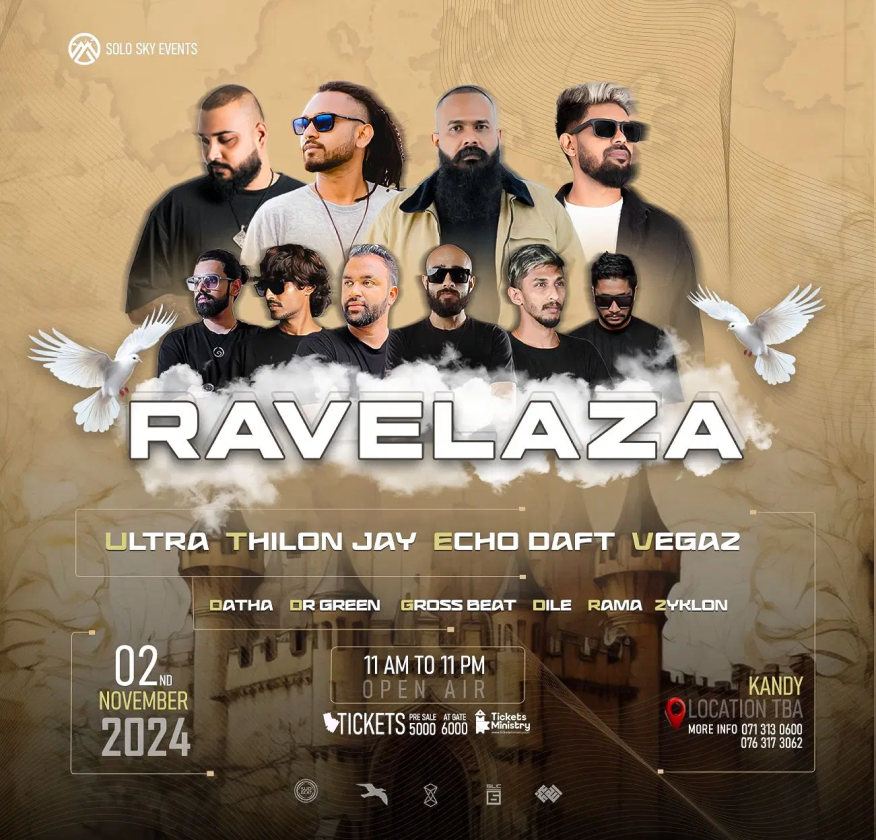 SOLO SKY EVENTS
RAVELAZA
ULTRA THILON JAY ECHO DAFT VEGAZ
DATHA DR GREEN GROSS BEAT DILE RAMA ZYKLON
02ND
NOVEMBER
2024
11 AM TO 11 PM
OPEN AIR
TICKETS PRE SALE 5000 AT GATE 6000 Tickets Ministry
KANDY
LOCATION TBA
MORE INFO 071 313 0600
076 317 3062